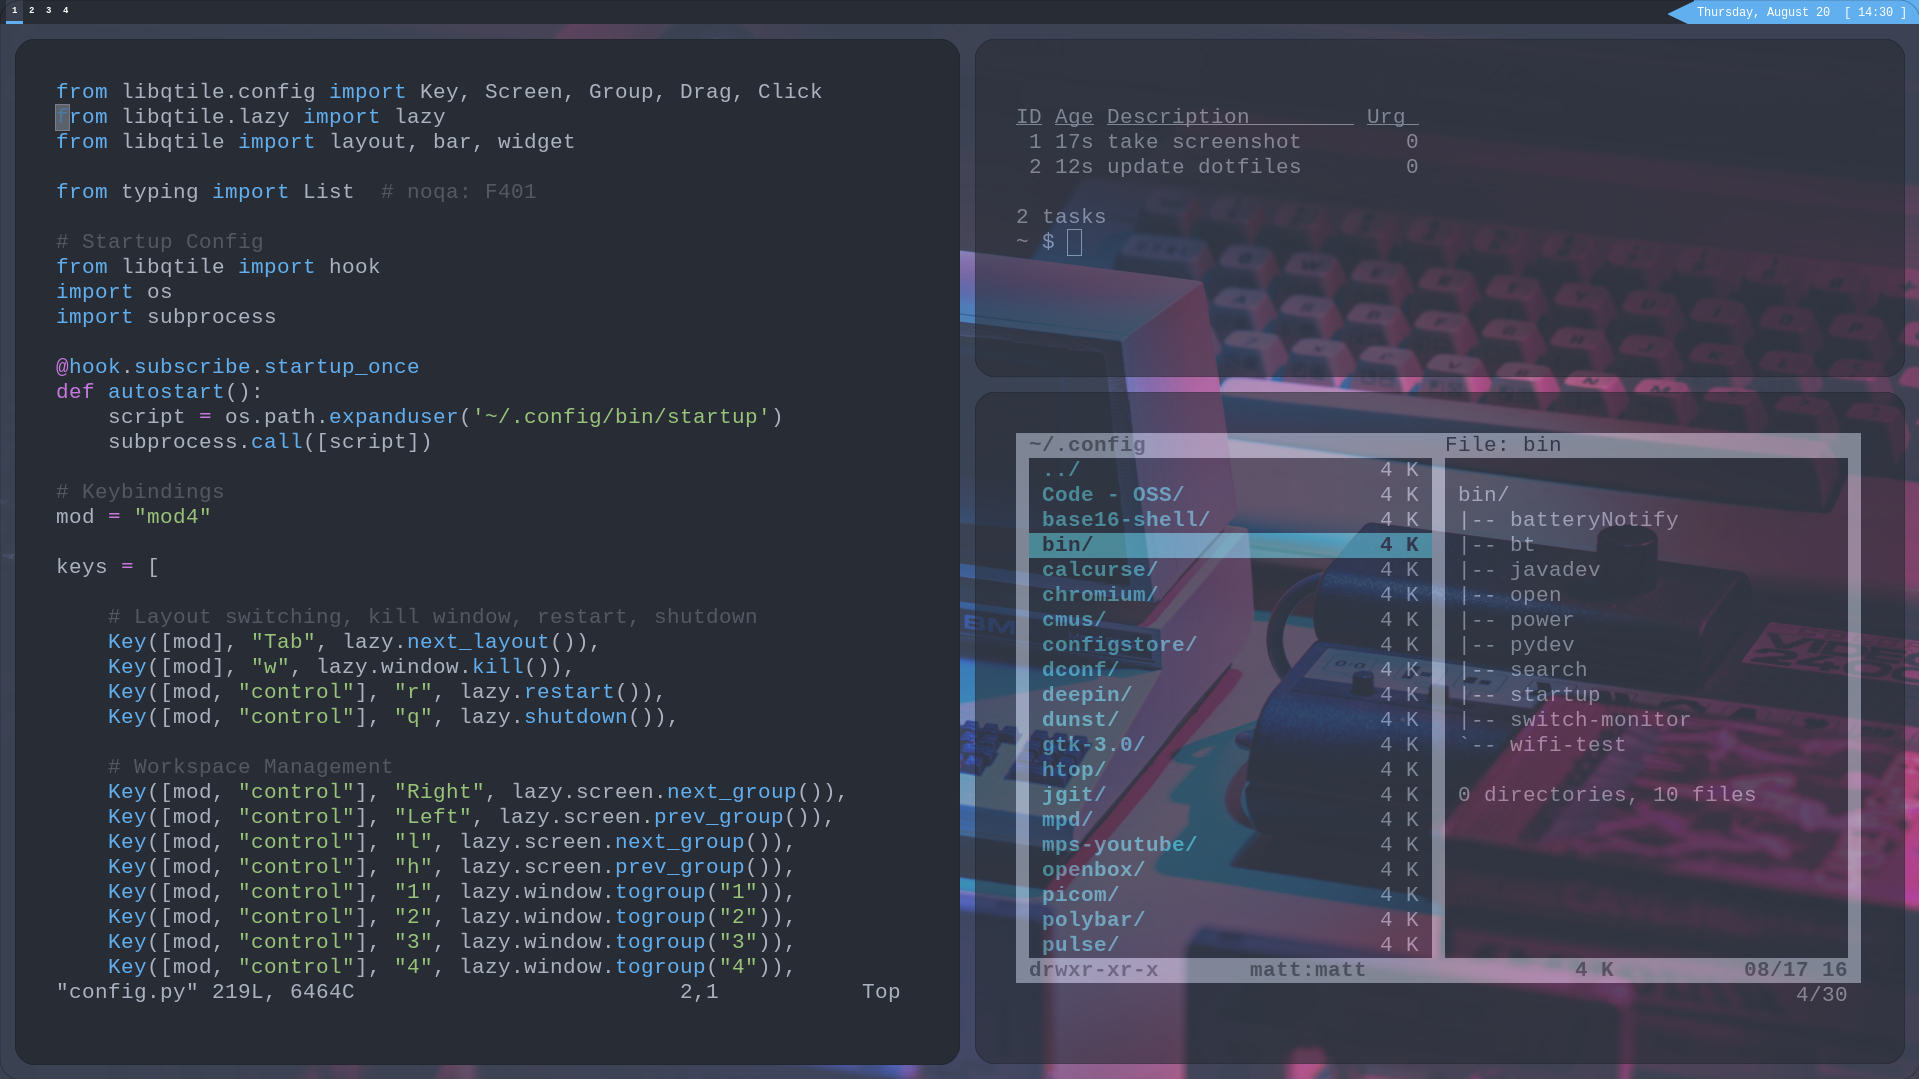 1 2 3 4
Thursday, August 20 [ 14:30 ]
from libqtile.config import Key, Screen, Group, Drag, Click
from libqtile.lazy import lazy
from libqtile import layout, bar, widget
from typing import List  # noqa: F401
# Startup Config
from libqtile import hook
import os
import subprocess
@hook.subscribe.startup_once
def autostart():
    script = os.path.expanduser('~/.config/bin/startup')
    subprocess.call([script])
# Keybindings
mod = "mod4"
keys = [
    # Layout switching, kill window, restart, shutdown
    Key([mod], "Tab", lazy.next_layout()),
    Key([mod], "w", lazy.window.kill()),
    Key([mod, "control"], "r", lazy.restart()),
    Key([mod, "control"], "q", lazy.shutdown()),
    # Workspace Management
    Key([mod, "control"], "Right", lazy.screen.next_group()),
    Key([mod, "control"], "Left", lazy.screen.prev_group()),
    Key([mod, "control"], "l", lazy.screen.next_group()),
    Key([mod, "control"], "h", lazy.screen.prev_group()),
    Key([mod, "control"], "1", lazy.window.togroup("1")),
    Key([mod, "control"], "2", lazy.window.togroup("2")),
    Key([mod, "control"], "3", lazy.window.togroup("3")),
    Key([mod, "control"], "4", lazy.window.togroup("4")),
"config.py" 219L, 6464C 2,1 Top
ID Age Description Urg
1 17s take screenshot 0
2 12s update dotfiles 0
2 tasks
~ $
~/.config
../ 4 K
Code - OSS/ 4 K
base16-shell/ 4 K
bin/ 4 K
calcurse/ 4 K
chromium/ 4 K
cmus/ 4 K
configstore/ 4 K
dconf/ 4 K
deepin/ 4 K
dunst/ 4 K
gtk-3.0/ 4 K
htop/ 4 K
jgit/ 4 K
mpd/ 4 K
mps-youtube/ 4 K
openbox/ 4 K
picom/ 4 K
polybar/ 4 K
pulse/ 4 K
File: bin
bin/
|-- batteryNotify
|-- bt
|-- javadev
|-- open
|-- power
|-- pydev
|-- search
|-- startup
|-- switch-monitor
`-- wifi-test
0 directories, 10 files
drwxr-xr-x matt:matt 4 K 08/17 16
4/30